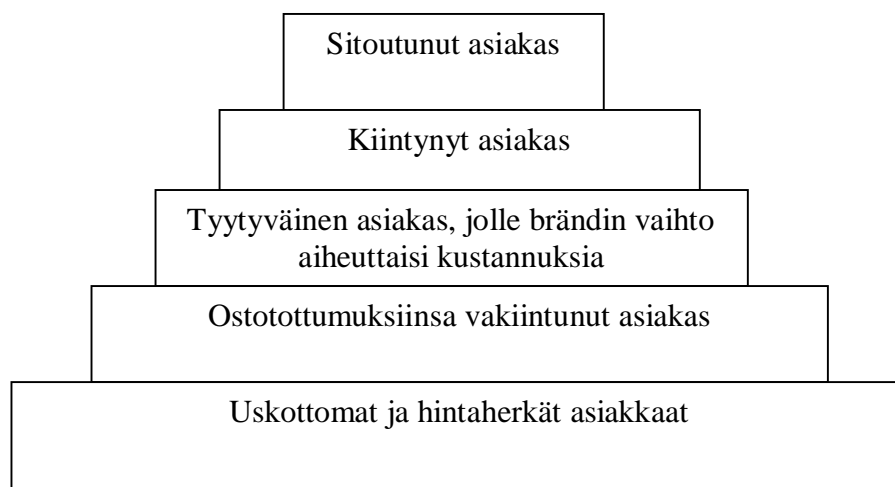 Sitoutunut asiakas
Kiintynyt asiakas
Tyytyväinen asiakas, jolle brändin vaihto
aiheuttaisi kustannuksia
Ostotottumuksiinsa vakiintunut asiakas
Uskottomat ja hintaherkät asiakkaat